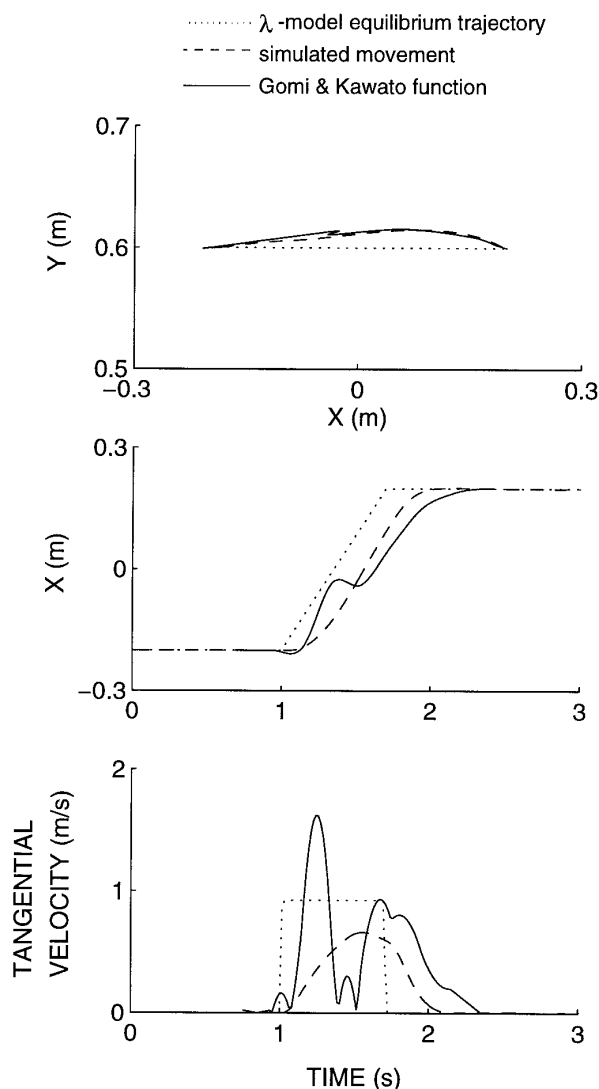 λ -model equilibrium trajectory
simulated movement
Gomi & Kawato function
0.7
0.6
0.5
Y (m)
−0.3
0
0.3
X (m)
0.3
0
−0.3
X (m)
0
1
2
3
2
1
0
TANGENTIAL
VELOCITY (m/s)
0
1
2
3
TIME (s)